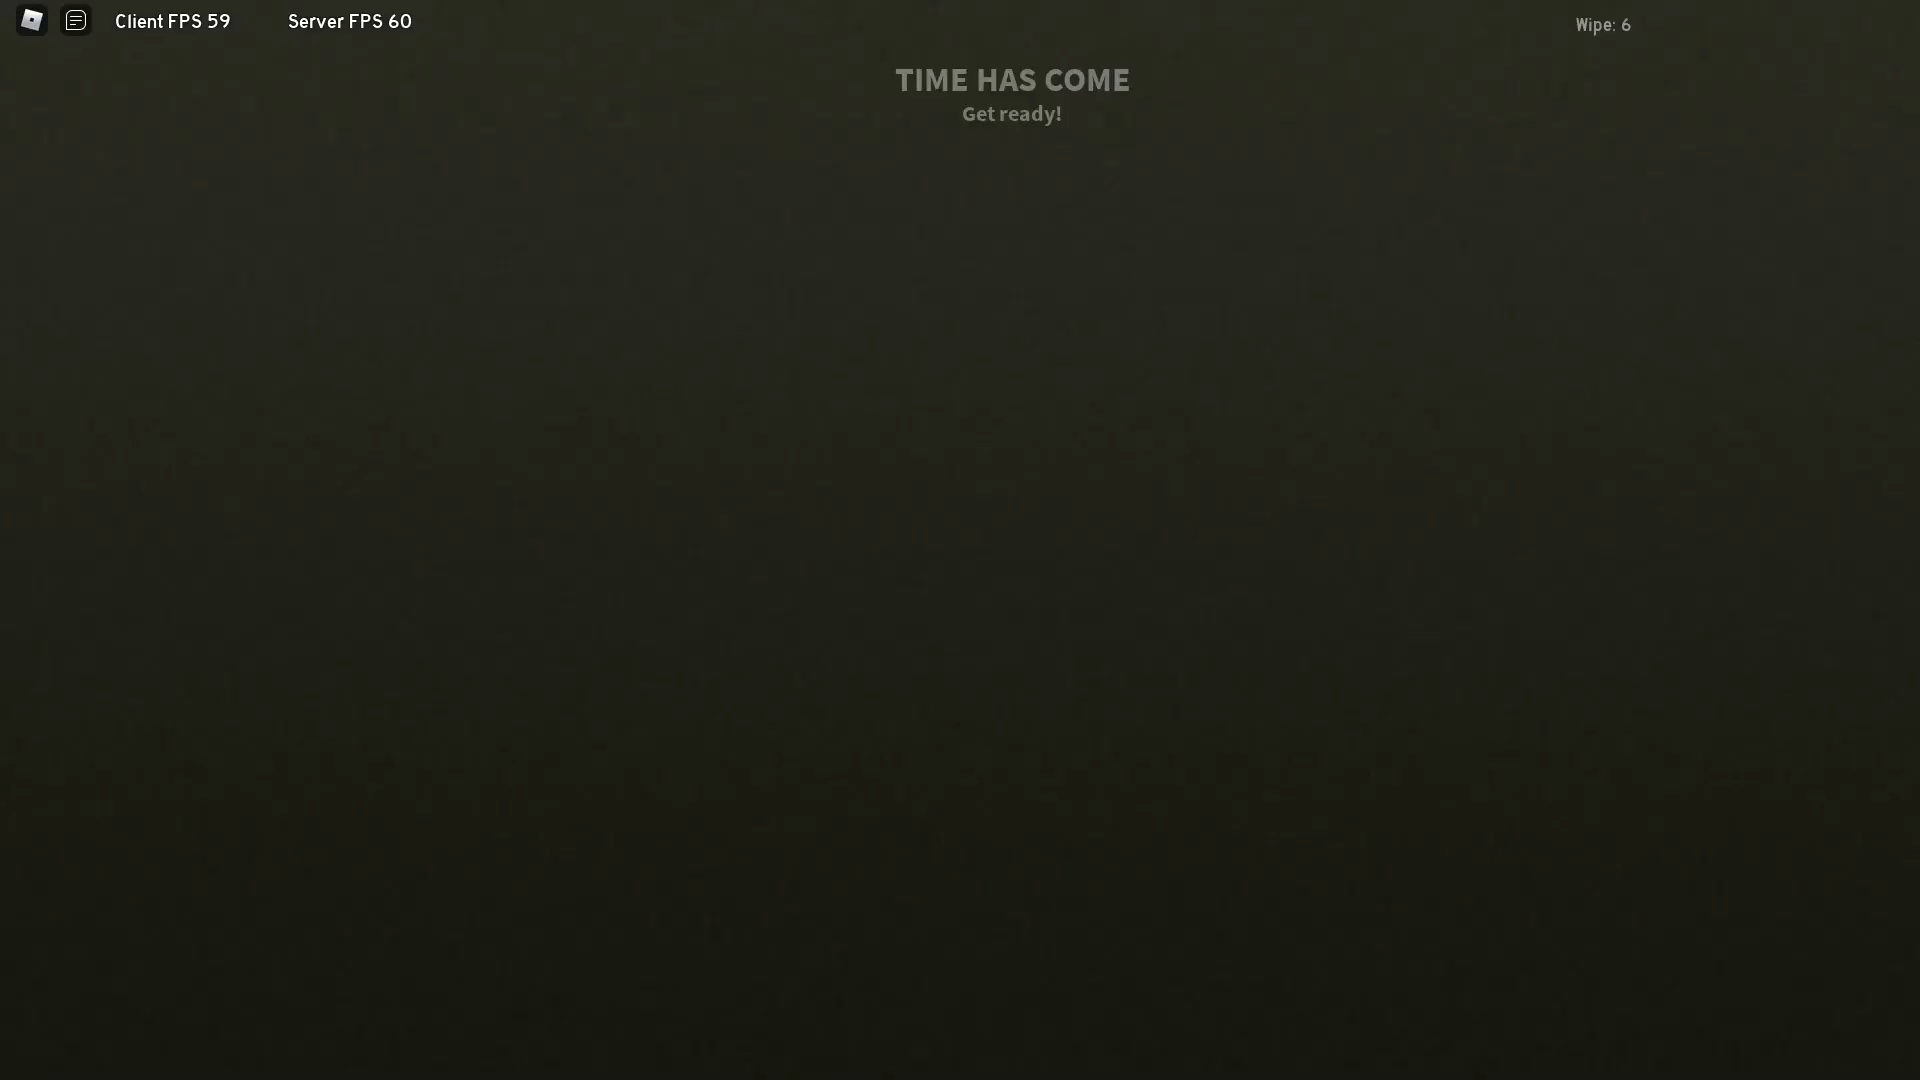 Client FPS 59
Server FPS 60
Wipe: 6
TIME HAS COME
Get ready!